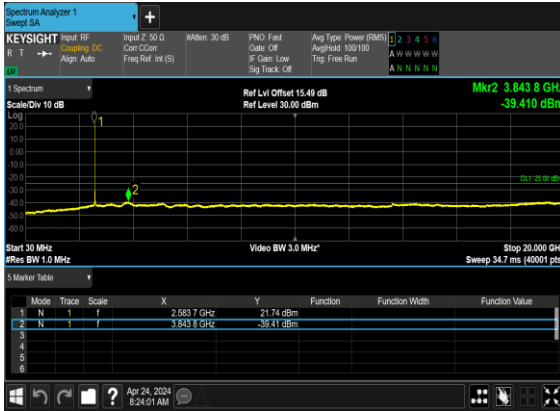 Spectrum Analyzer 1
Swept SA
+
KEYSIGHT Input: RF Input Z: 50 Ω #Atten: 30 dB PNO: Fast Avg Type: Power (RMS) 1 2 3 4 5 6
R T Coupling: DC Corr CCorr Gate: Off Avg|Hold: 100/100 A W W W W W
Align: Auto Freq Ref: Int (S) IF Gain: Low Trig: Free Run
Sig Track: Off A N N N N N
1 Spectrum Ref Lvl Offset 15.49 dB Mkr2 3.843 8 GHz
Scale/Div 10 dB Ref Level 30.00 dBm -39.410 dBm
Log
20.0
10.0
0.00
-10.0
-20.0
-30.0
-40.0
-50.0
-60.0
1
2
Start 30 MHz Video BW 3.0 MHz* Stop 20.000 GH
#Res BW 1.0 MHz Sweep 34.7 ms (40001 pts
5 Marker Table
Mode Trace Scale X Y Function Function Width Function Value
1 N 1 f 2.583 7 GHz 21.74 dBm
2 N 1 f 3.843 8 GHz -39.41 dBm
3
4
5
6
? Apr 24, 2024
8:24:01 AM